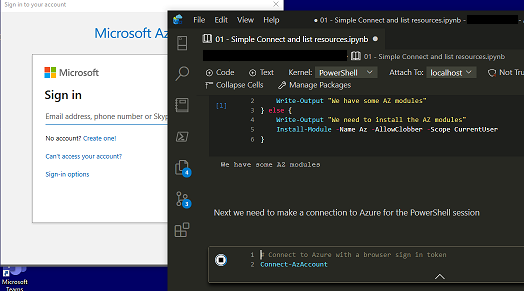 Sign in to your account
Microsoft Az
Microsoft
Sign in
Email address, phone number or Skyp
No account? Create one!
Can't access your account?
Sign-in options
Microsoft
Teams
File Edit View Help
● 01 - Simple Connect and list resources.ipynb -
01 - Simple Connect and list resources.ipynb ●
01 - Simple Connect and list resources.ipynb
Code Text Kernel: PowerShell Attach To: localhost Not Tru
Collapse Cells Manage Packages
[1]
2 Write-Output "We have some AZ modules"
3 } else {
4 Write-Output "We need to install the AZ modules"
5 Install-Module -Name Az -AllowClobber -Scope CurrentUser
6 }
We have some AZ modules
4
3
Next we need to make a connection to Azure for the PowerShell session
1 # Connect to Azure with a browser sign in token
2 Connect-AzAccount